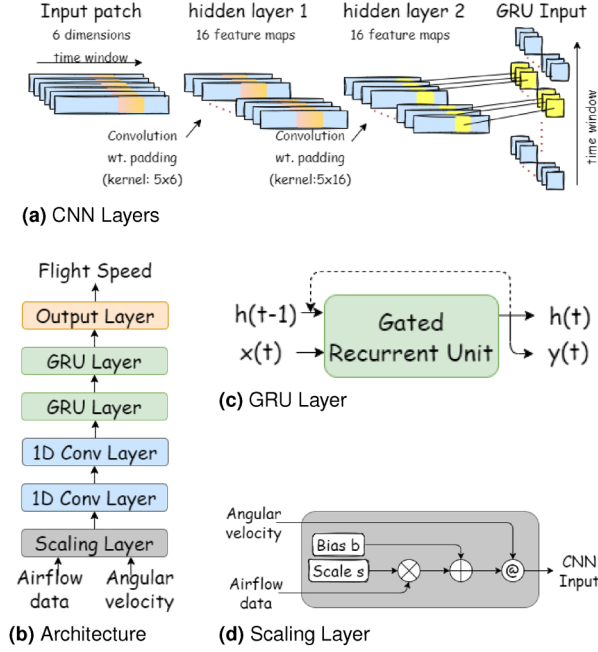 Input patch
hidden layer 1
hidden layer 2
GRU Input
6 dimensions
16 feature maps
16 feature maps
time window
time window
Convolution
wt. padding
(kernel: 5x6)
Convolution
wt. padding
(kernel:5x16)
(a) CNN Layers
Flight Speed
Output Layer
GRU Layer
GRU Layer
1D Conv Layer
1D Conv Layer
Scaling Layer
Airflow
data
Angular
velocity
(b) Architecture
h(t-1)
x(t)
Gated
Recurrent Unit
h(t)
y(t)
(c) GRU Layer
Angular
velocity
Bias b
Scale s
@
Airflow
data
CNN
Input
(d) Scaling Layer